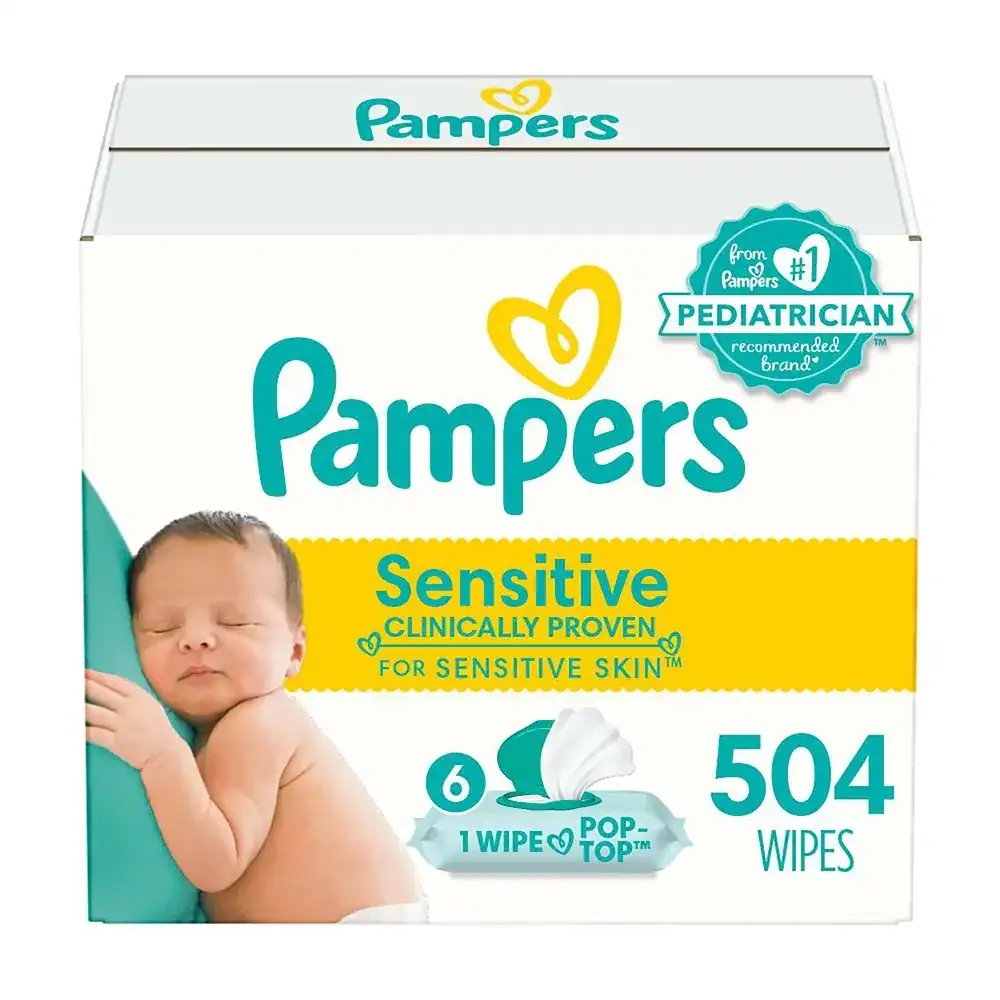 Pampers
from
Pampers
#1
PEDIATRICIAN
recommended
brand
™
Pampers
Sensitive
CLINICALLY PROVEN
FOR SENSITIVE SKIN™
6
1 WIPE POP-
TOP™
504
WIPES